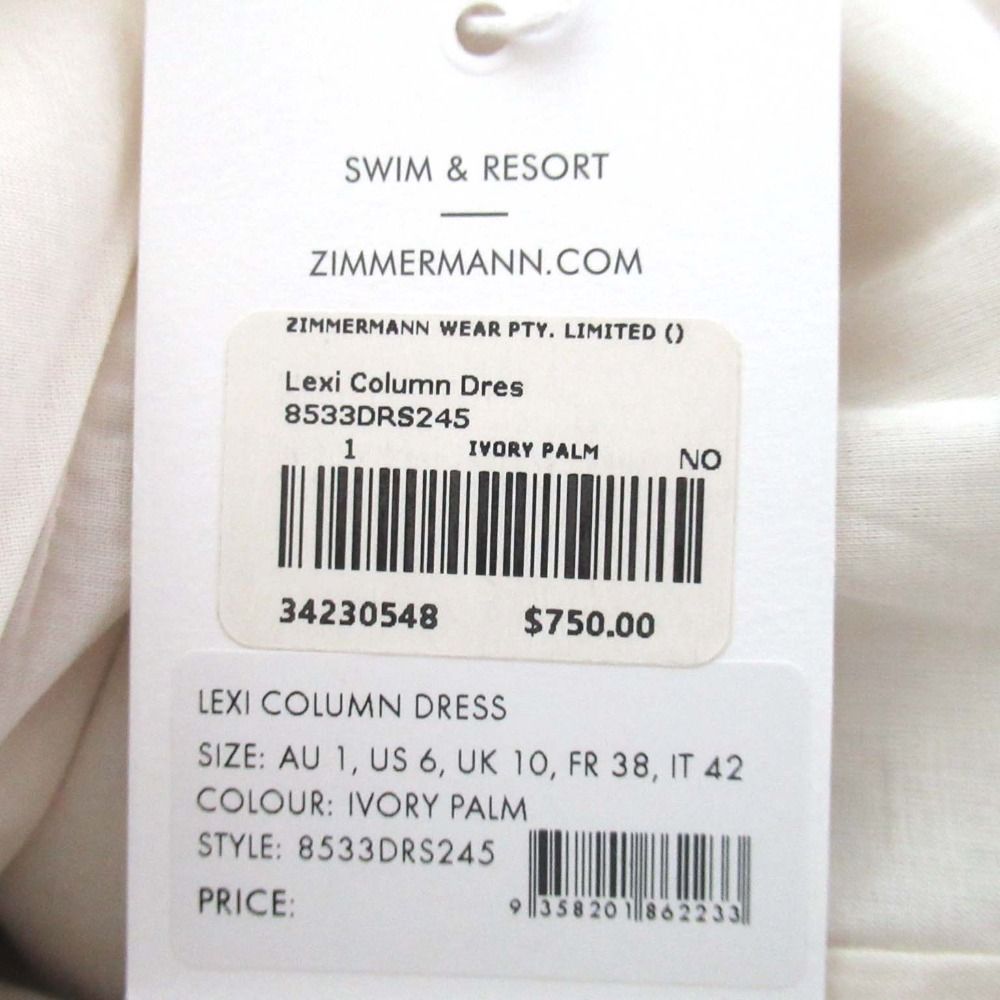 SWIM & RESORT
ZIMMERMANN.COM
ZIMMERMANN WEAR PTY. LIMITED ()
Lexi Column Dres
8533DRS245
1 IVORY PALM NO
34230548 $750.00
LEXI COLUMN DRESS
SIZE: AU 1, US 6, UK 10, FR 38, IT 42
COLOUR: IVORY PALM
STYLE: 8533DRS245
PRICE:
9 358201 862233